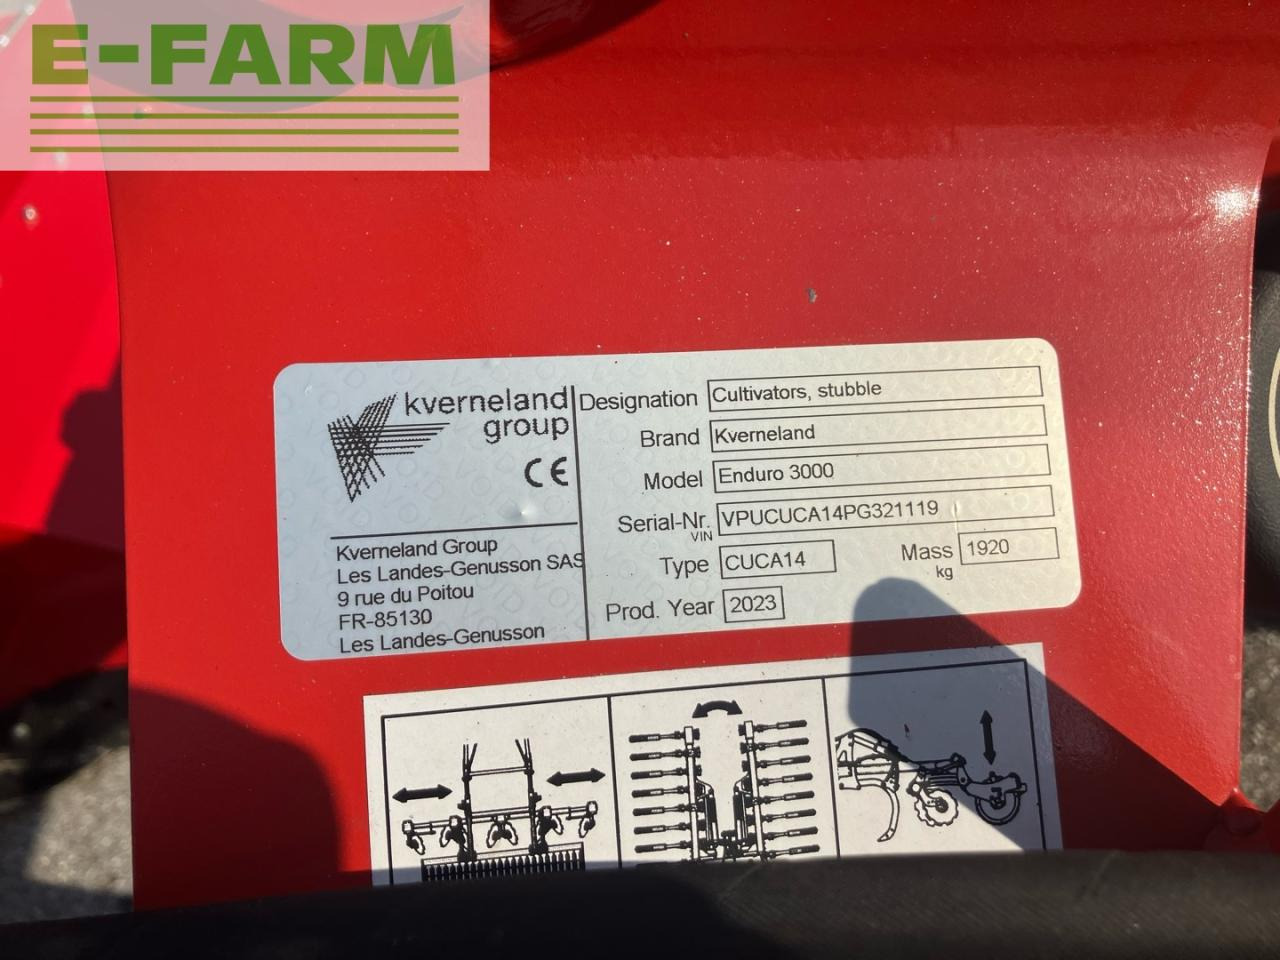 E-FARM
kverneland
group
CE
Kverneland Group
Les Landes-Genusson SAS
9 rue du Poitou
FR-85130
Les Landes-Genusson
Designation Cultivators, stubble
Brand Kverneland
Model Enduro 3000
Serial-Nr. VPUCUCA14PG321119
VIN
Type CUCA14 Mass 1920
kg
Prod. Year 2023